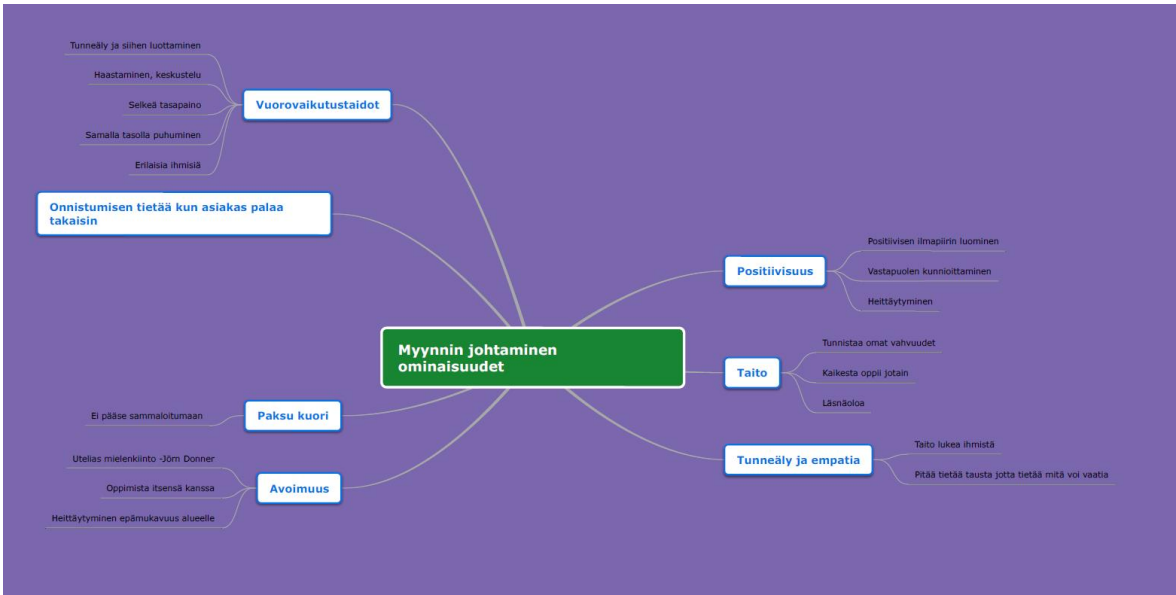 Tunneäly ja siihen luottaminen
Haastaminen, keskustelu
Selkeä tasapaino
Samalla tasolla puhuminen
Erilaisia ihmisiä
Vuorovaikutustaidot
Onnistumisen tietää kun asiakas palaa
takaisin
Positiivisuus
Positiivisen ilmapiirin luominen
Vastapuolen kunnioittaminen
Heittäytyminen
Myynnin johtaminen
ominaisuudet
Taito
Tunnistaa omat vahvuudet
Kaikesta oppii jotain
Läsnäoloa
Ei pääse sammaloitumaan
Paksu kuori
Tunneäly ja empatia
Taito lukea ihmistä
Pitää tietää tausta jotta tietää mitä voi vaatia
Utelias mielenkiinto -Jörn Donner
Oppimista itsensä kanssa
Heittäytyminen epämukavuus alueelle
Avoimuus